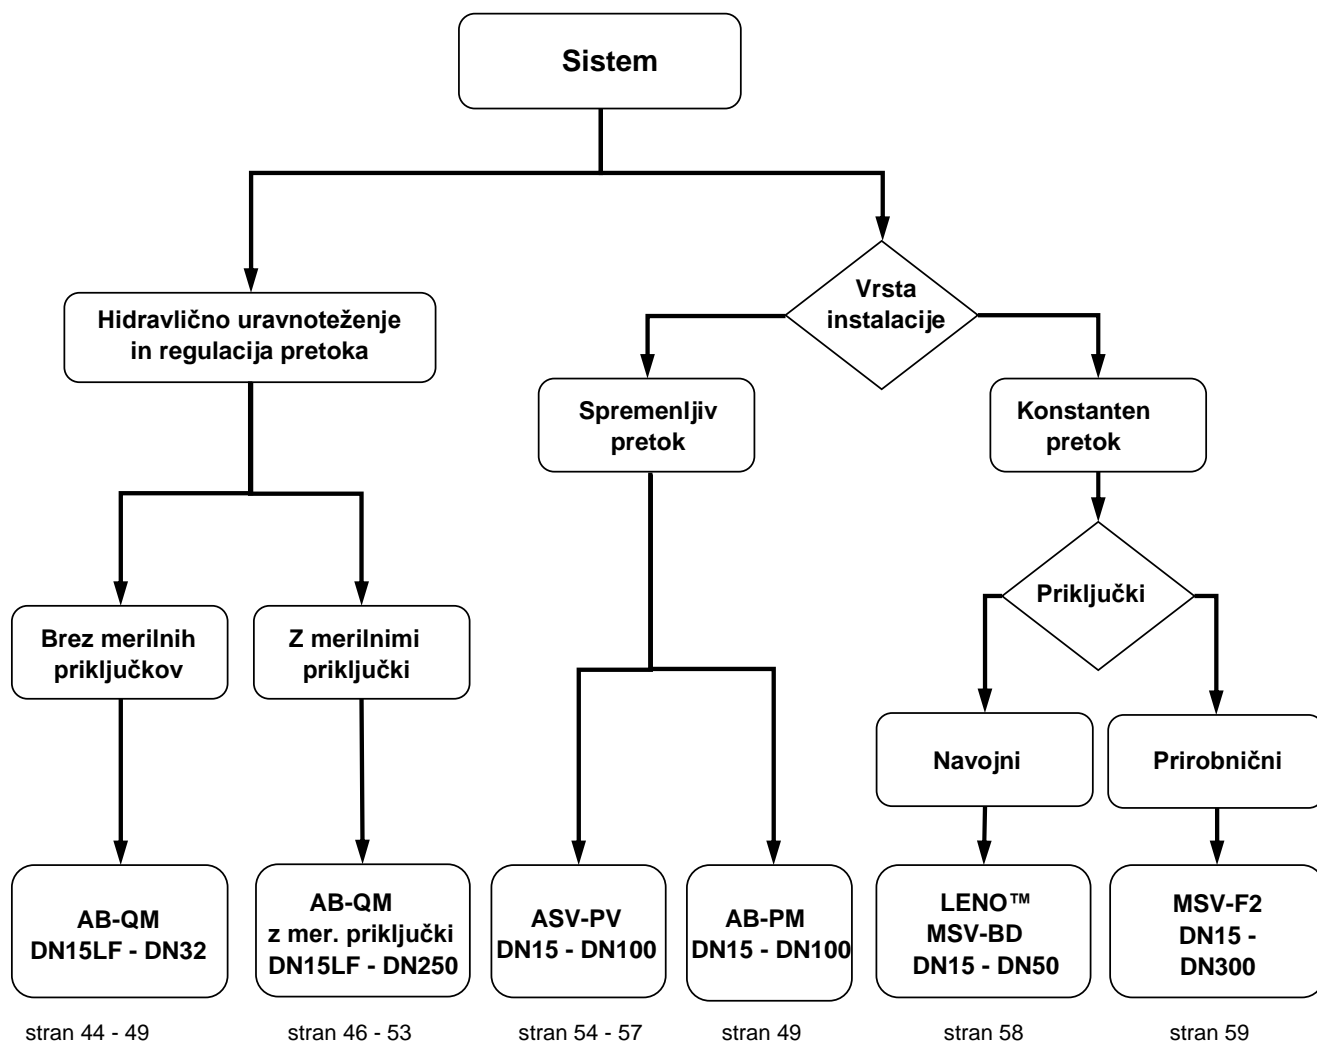 Sistem
Hidravlično uravnoteženje
in regulacija pretoka
Vrsta
instalacije
Spremenljiv
pretok
Konstanten
pretok
Brez merilnih
priključkov
Z merilnimi
priključki
Priključki
Navojni
Prirobnični
AB-QM
DN15LF - DN32
AB-QM
z mer. priključki
DN15LF - DN250
ASV-PV
DN15 - DN100
AB-PM
DN15 - DN100
LENO™
MSV-BD
DN15 - DN50
MSV-F2
DN15 -
DN300
stran 44 - 49
stran 46 - 53
stran 54 - 57
stran 49
stran 58
stran 59